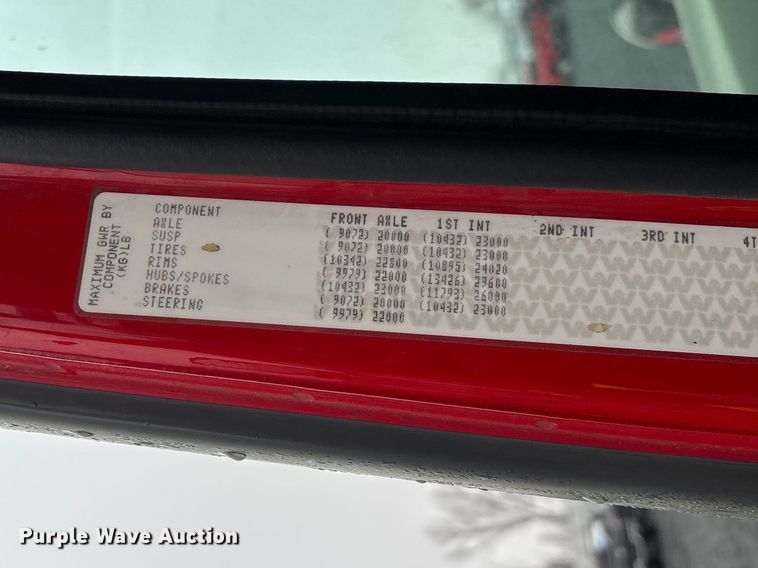 MAXIMUM GWR BY
COMPONENT
(KG)LB
COMPONENT FRONT AXLE 1ST INT 2ND INT 3RD INT 4T
AXLE ( 9072) 20000 (10432) 23000
SUSP ( 9072) 20000 (10432) 23000
TIRES (10342) 22800 (10895) 24020
RIMS ( 9979) 22000 (13426) 29600
HUBS/SPOKES (10432) 23000 (11793) 26000
BRAKES ( 9072) 20000 (10432) 23000
STEERING ( 9979) 22000
Purple Wave Auction